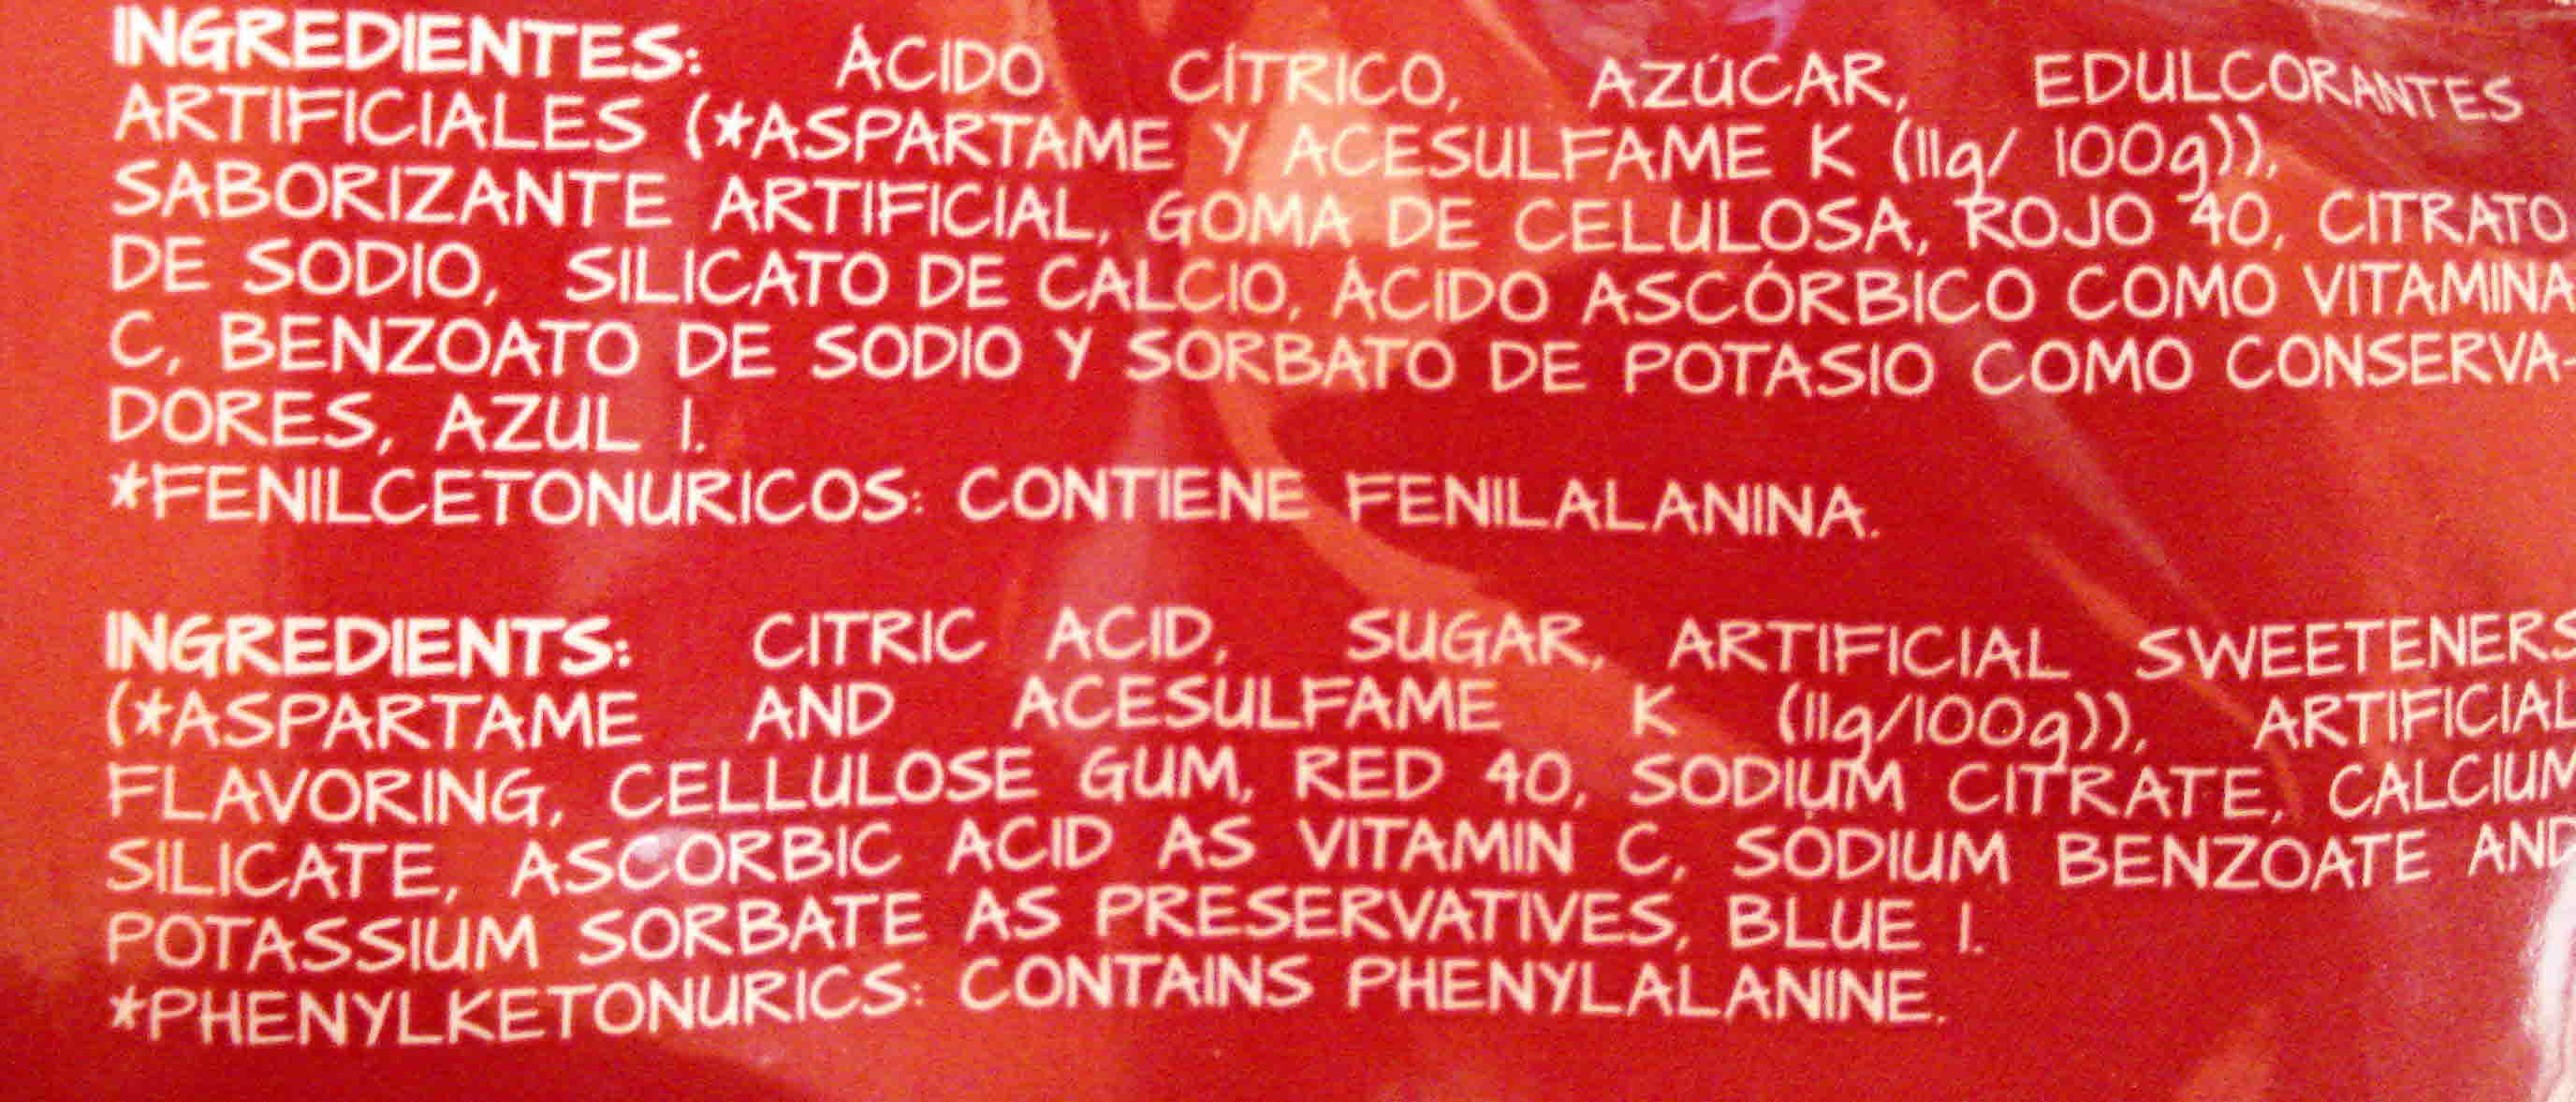 INGREDIENTES: ÁCIDO CÍTRICO, AZÚCAR, EDULCORANTES
ARTIFICIALES (*ASPARTAME Y ACESULFAME K (11g/ 100g)),
SABORIZANTE ARTIFICIAL, GOMA DE CELULOSA, ROJO 40, CITRATO
DE SODIO, SILICATO DE CALCIO, ÁCIDO ASCÓRBICO COMO VITAMINA
C, BENZOATO DE SODIO Y SORBATO DE POTASIO COMO CONSERVA-
DORES, AZUL 1.
*FENILCETONURICOS: CONTIENE FENILALANINA.
INGREDIENTS: CITRIC ACID, SUGAR, ARTIFICIAL SWEETENERS
(*ASPARTAME AND ACESULFAME K (11g/100g)), ARTIFICIAL
FLAVORING, CELLULOSE GUM, RED 40, SODIUM CITRATE, CALCIUM
SILICATE, ASCORBIC ACID AS VITAMIN C, SODIUM BENZOATE AND
POTASSIUM SORBATE AS PRESERVATIVES, BLUE 1.
*PHENYLKETONURICS: CONTAINS PHENYLALANINE.